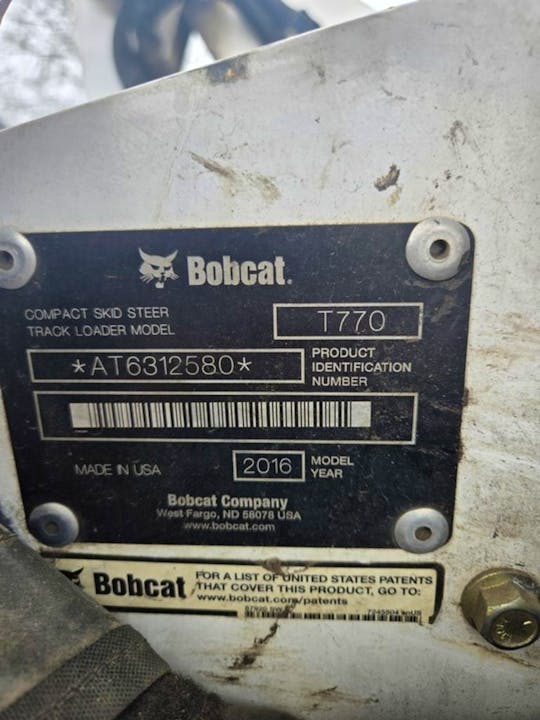 Bobcat.
COMPACT SKID STEER
TRACK LOADER MODEL
T770
*AT6312580*
PRODUCT
IDENTIFICATION
NUMBER
MADE IN USA
2016
MODEL
YEAR
Bobcat Company
West Fargo, ND 58078 USA
www.bobcat.com
Bobcat
FOR A LIST OF UNITED STATES PATENTS
THAT COVER THIS PRODUCT, GO TO:
www.bobcat.com/patents